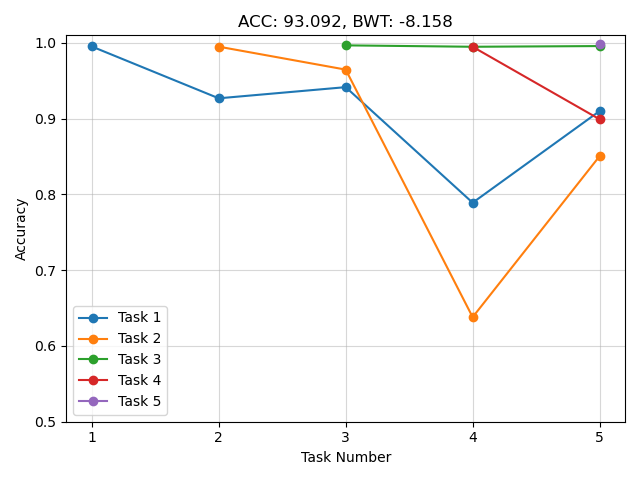 ACC: 93.092, BWT: -8.158
1.0
0.9
0.8
0.7
0.6
0.5
Accuracy
Task 1
Task 2
Task 3
Task 4
Task 5
1 2 3 4 5
Task Number